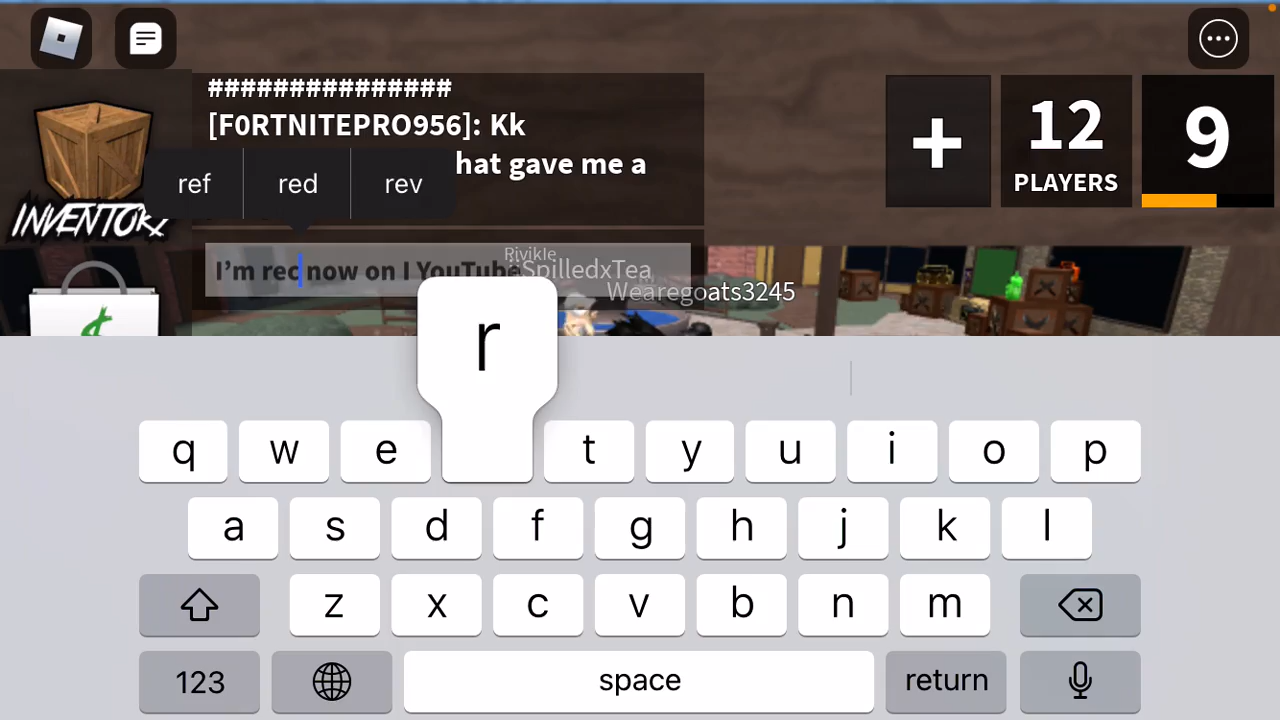 ###############
[F0RTNITEPRO956]: Kk
hat gave me a
ref red rev
I'm rec now on I YouTube
Rivikle
SpilledxTea
Wearegoats3245
INVENTORY
+
12
PLAYERS
9
r
q w e t y u i o p
a s d f g h j k l
z x c v b n m
123 space return